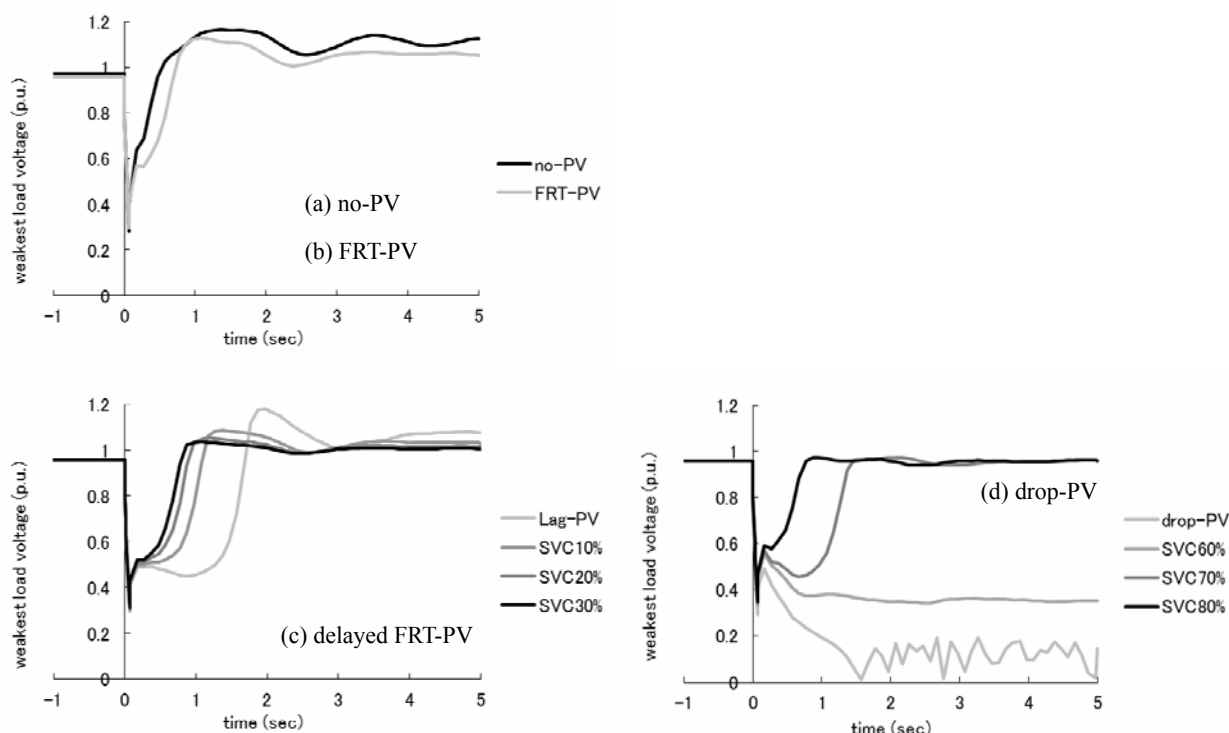 1.2
1
0.8
0.6
0.4
0.2
0
-1
0
1
2
3
4
5
time (sec)
weakest load voltage (p.u.)
no-PV
FRT-PV
(a) no-PV
(b) FRT-PV
1.2
1
0.8
0.6
0.4
0.2
0
-1
0
1
2
3
4
5
time (sec)
weakest load voltage (p.u.)
Lag-PV
SVC10%
SVC20%
SVC30%
(c) delayed FRT-PV
1.2
1
0.8
0.6
0.4
0.2
0
-1
0
1
2
3
4
5
time (sec)
weakest load voltage (p.u.)
(d) drop-PV
drop-PV
SVC60%
SVC70%
SVC80%